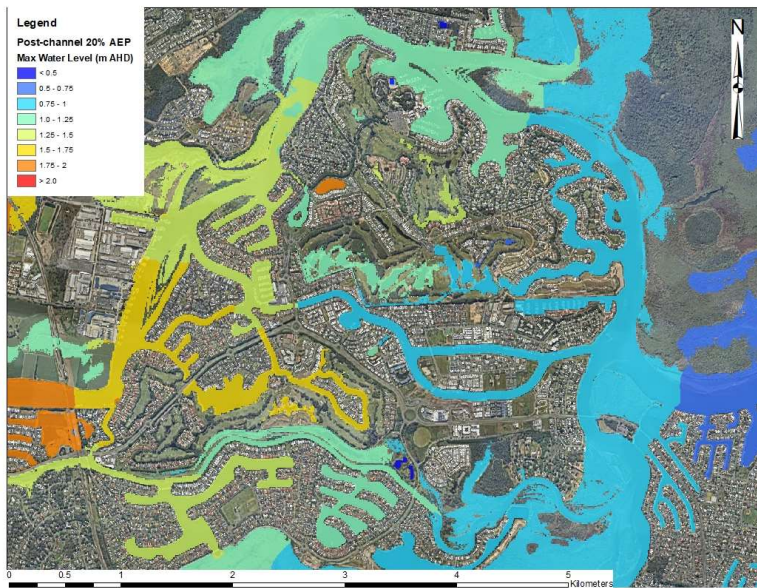 Legend
Post-channel 20% AEP
Max Water Level (m AHD)
< 0.5
0.5 - 0.75
0.75 - 1
1.0 - 1.25
1.25 - 1.5
1.5 - 1.75
1.75 - 2
> 2.0
N
0 0.5 1 2 3 4 5
Kilometers